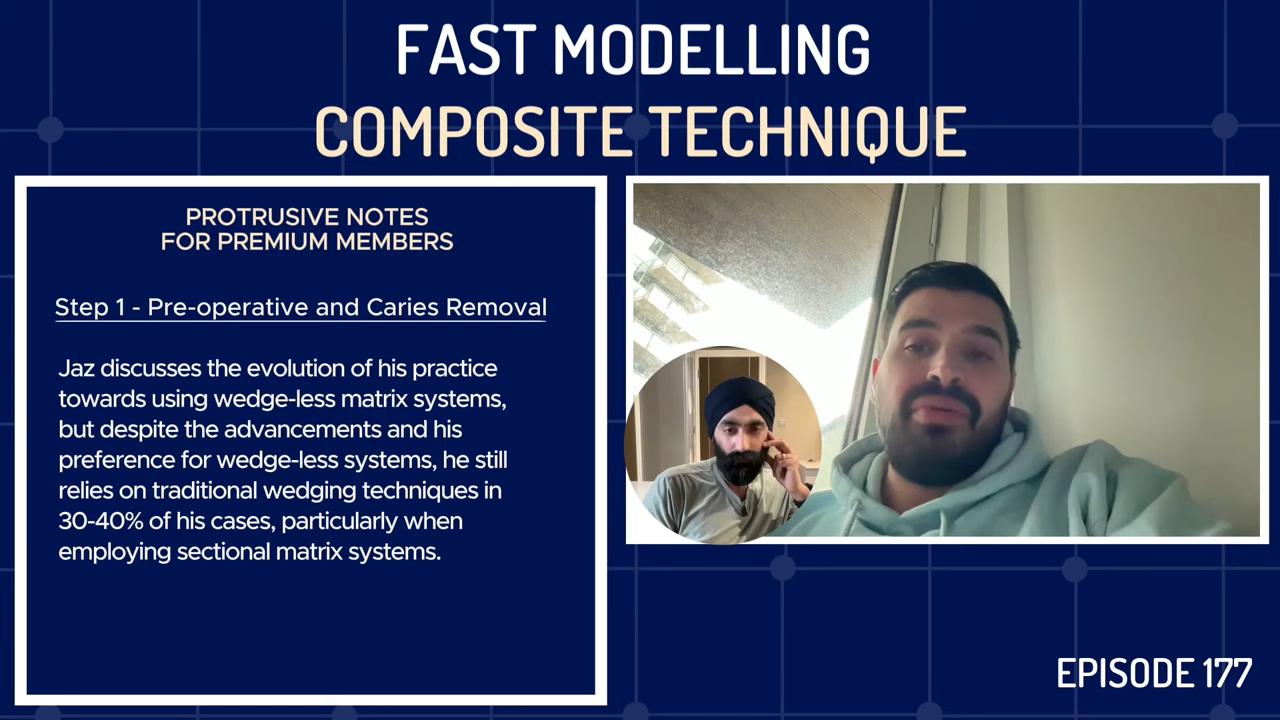 FAST MODELLING
COMPOSITE TECHNIQUE
PROTRUSIVE NOTES
FOR PREMIUM MEMBERS
Step 1 - Pre-operative and Caries Removal
Jaz discusses the evolution of his practice
towards using wedge-less matrix systems,
but despite the advancements and his
preference for wedge-less systems, he still
relies on traditional wedging techniques in
30-40% of his cases, particularly when
employing sectional matrix systems.
EPISODE 177